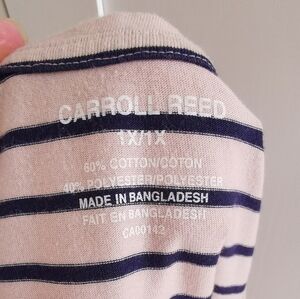 CARROLL REED
1X/1X
60% COTTON/COTON
40% POLYESTER/POLYESTER
MADE IN BANGLADESH
FAIT EN BANGLADESH
CA00142